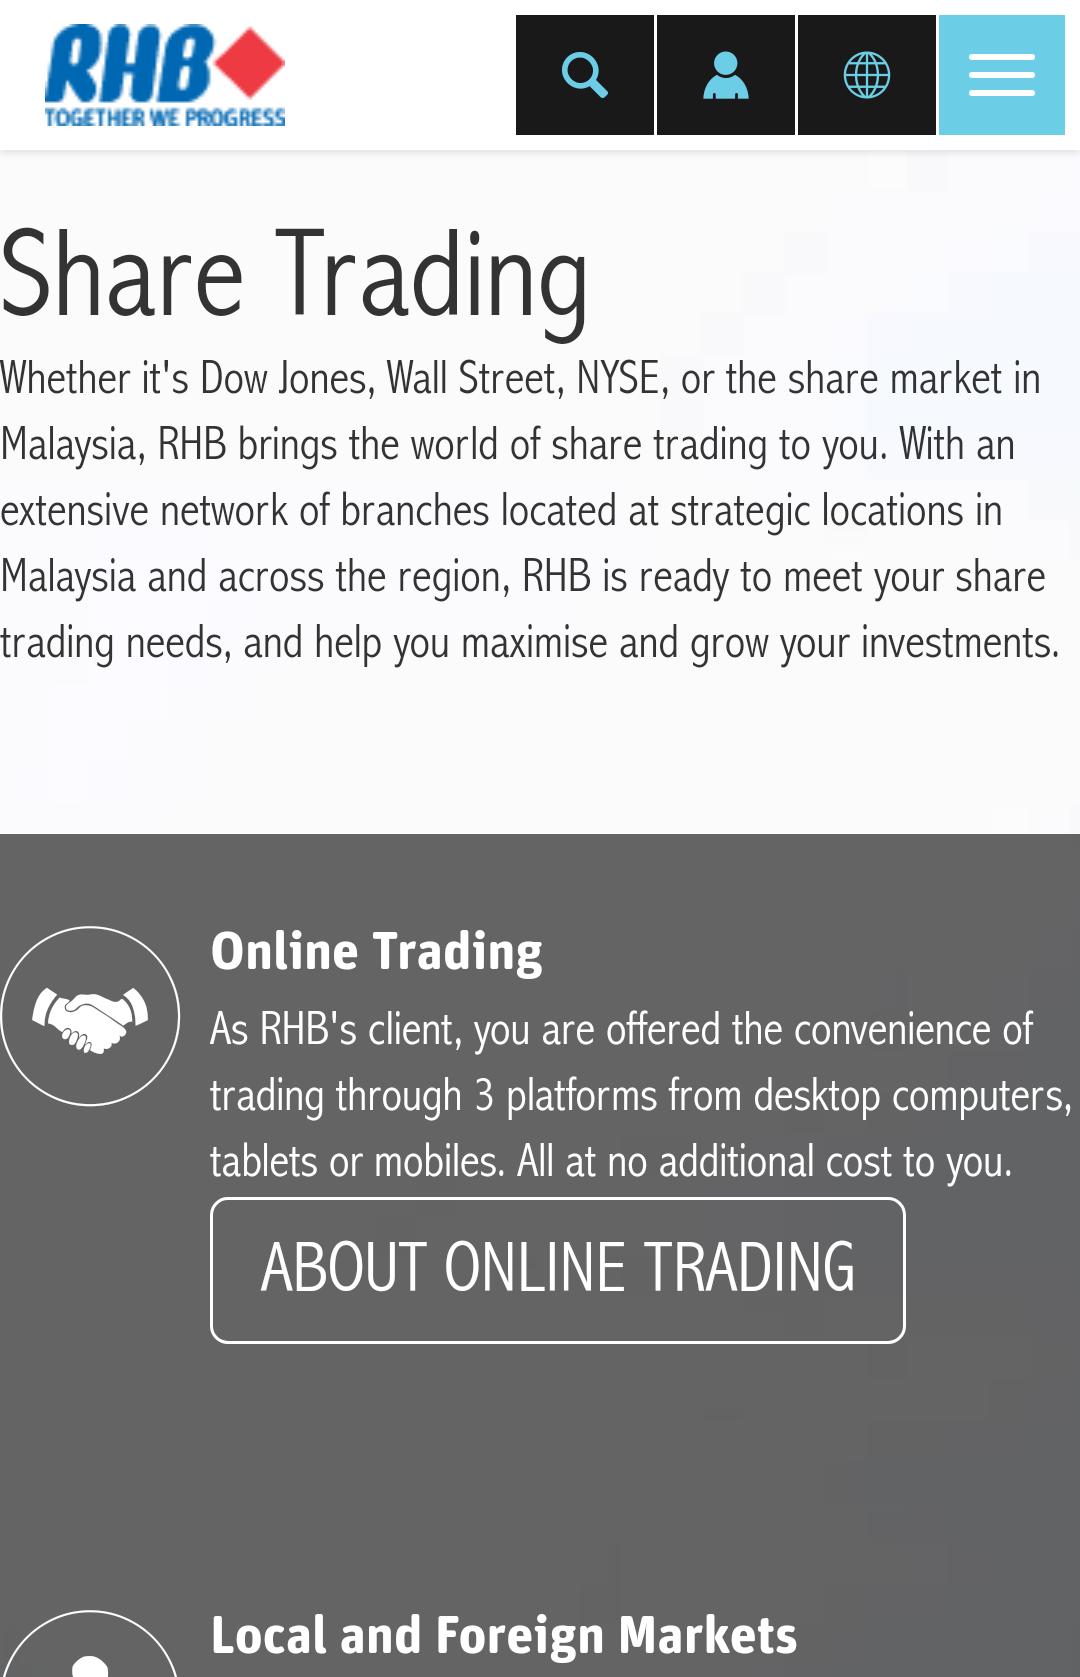 RHB
TOGETHER WE PROGRESS
Share Trading
Whether it's Dow Jones, Wall Street, NYSE, or the share market in
Malaysia, RHB brings the world of share trading to you. With an
extensive network of branches located at strategic locations in
Malaysia and across the region, RHB is ready to meet your share
trading needs, and help you maximise and grow your investments.
Online Trading
As RHB's client, you are offered the convenience of
trading through 3 platforms from desktop computers,
tablets or mobiles. All at no additional cost to you.
ABOUT ONLINE TRADING
Local and Foreign Markets